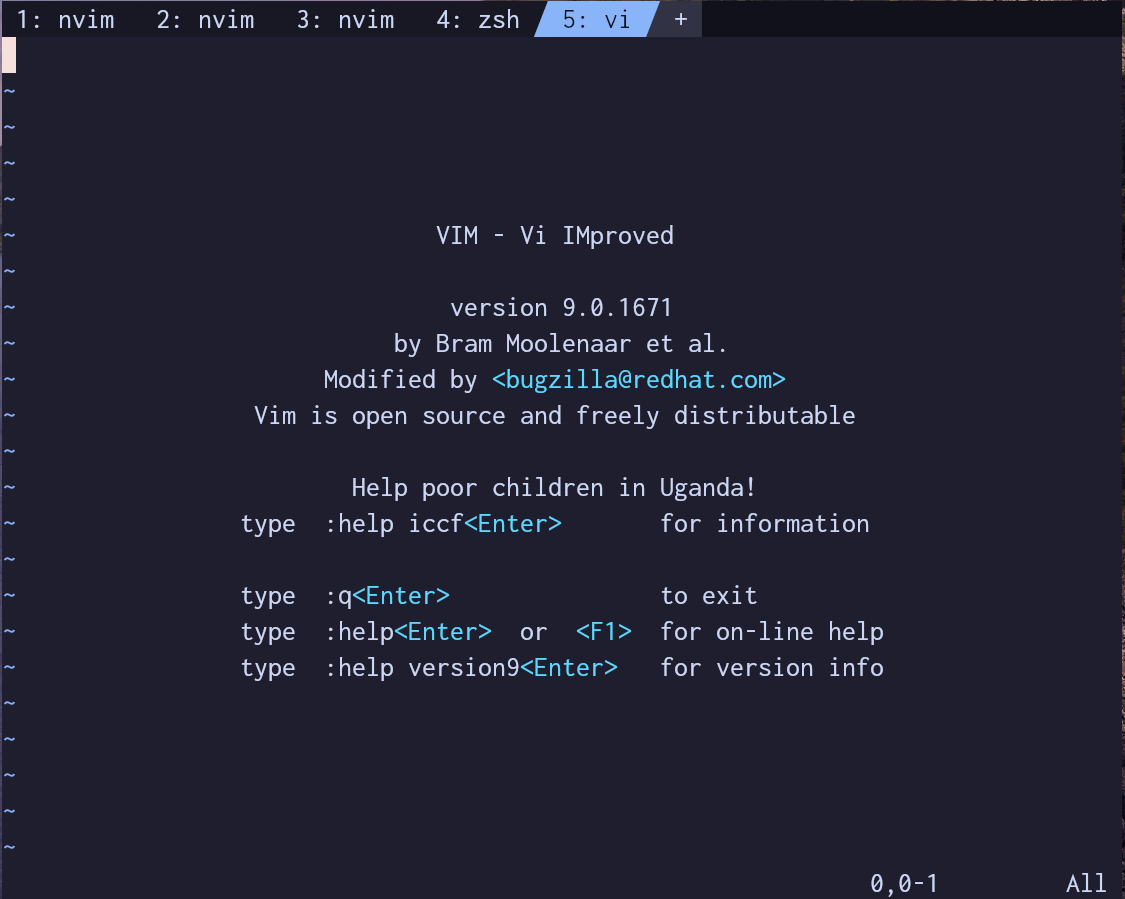 1: nvim 2: nvim 3: nvim 4: zsh 5: vi +
~
~
~
~
~ VIM - Vi IMproved
~
~ version 9.0.1671
~ by Bram Moolenaar et al.
~ Modified by <bugzilla@redhat.com>
~ Vim is open source and freely distributable
~
~ Help poor children in Uganda!
~ type :help iccf<Enter> for information
~
~ type :q<Enter> to exit
~ type :help<Enter> or <F1> for on-line help
~ type :help version9<Enter> for version info
~
~
~
~
~
0,0-1 All